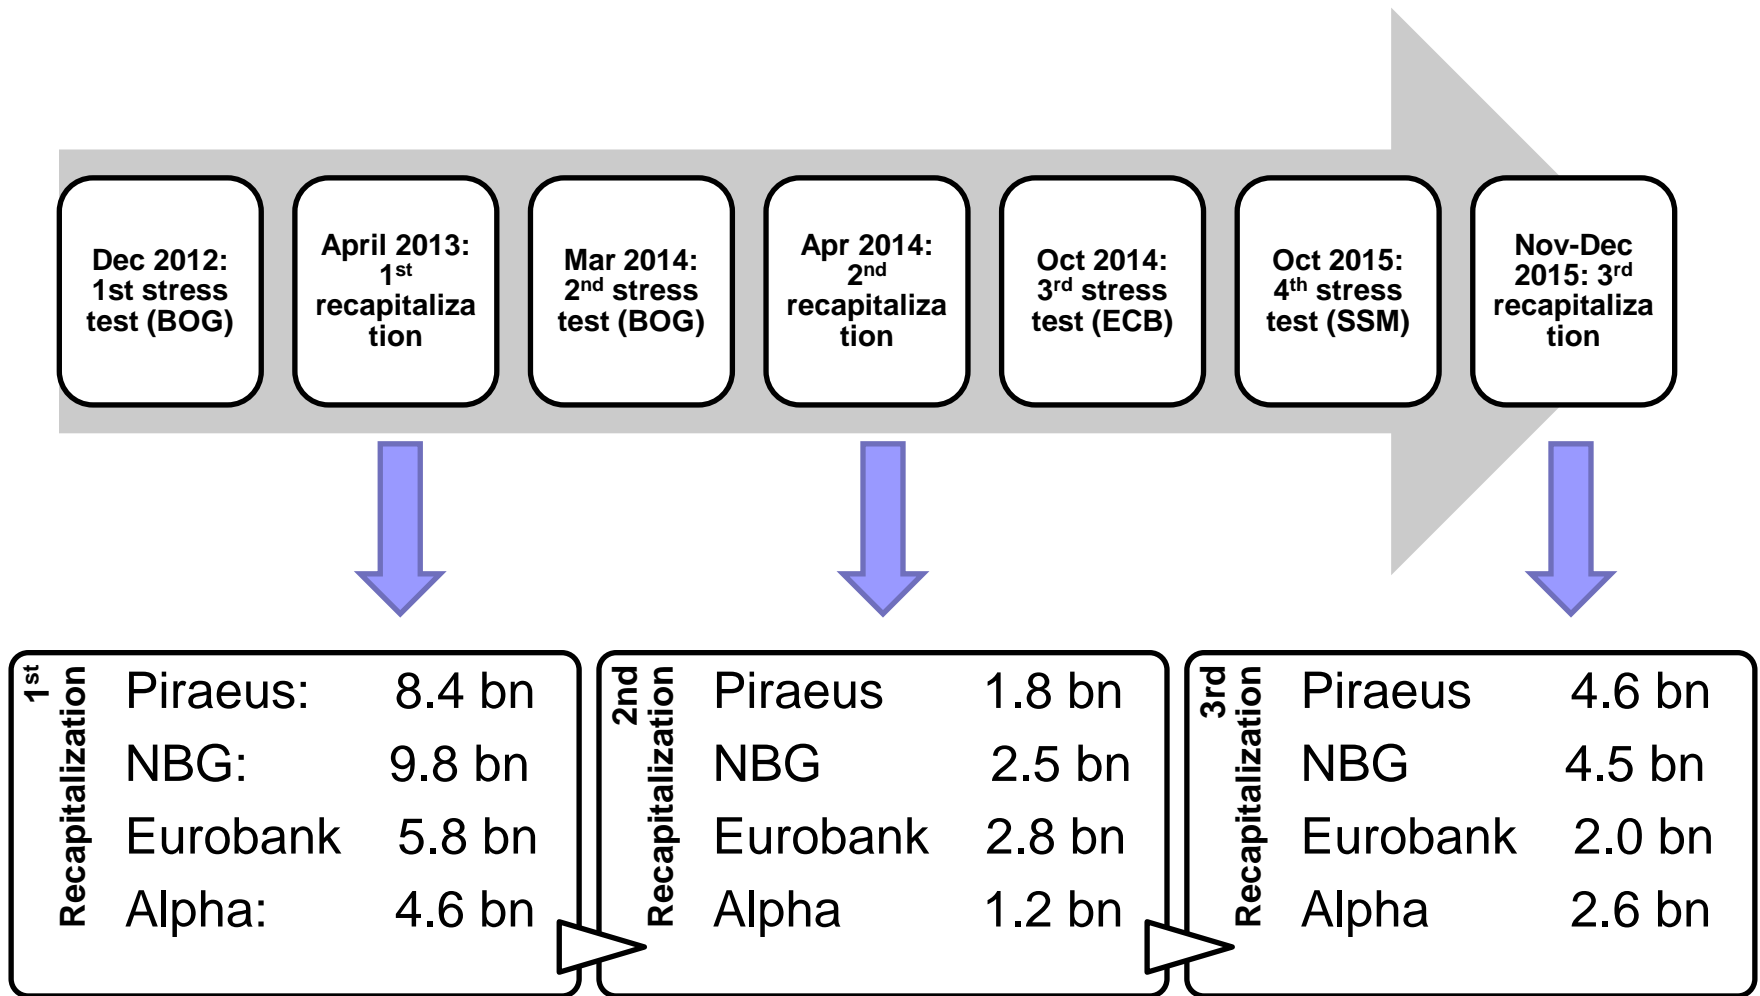 Dec 2012:
1st stress
test (BOG)
April 2013:
1st
recapitaliza
tion
Mar 2014:
2nd stress
test (BOG)
Apr 2014:
2nd
recapitaliza
tion
Oct 2014:
3rd stress
test (ECB)
Oct 2015:
4th stress
test (SSM)
Nov-Dec
2015: 3rd
recapitaliza
tion
1st
Recapitalization
Piraeus: 8.4 bn
NBG: 9.8 bn
Eurobank 5.8 bn
Alpha: 4.6 bn
2nd
Recapitalization
Piraeus 1.8 bn
NBG 2.5 bn
Eurobank 2.8 bn
Alpha 1.2 bn
3rd
Recapitalization
Piraeus 4.6 bn
NBG 4.5 bn
Eurobank 2.0 bn
Alpha 2.6 bn